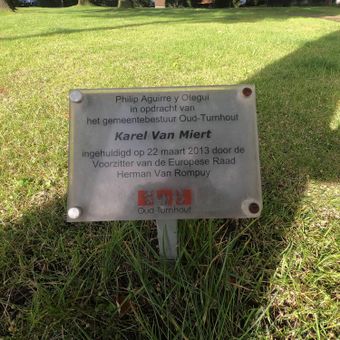 Philip Aguirre y Otegui
in opdracht van
het gemeentebestuur Oud-Turnhout
Karel Van Miert
ingehuldigd op 22 maart 2013 door de
Voorzitter van de Europese Raad
Herman Van Rompuy
Oud-Turnhout